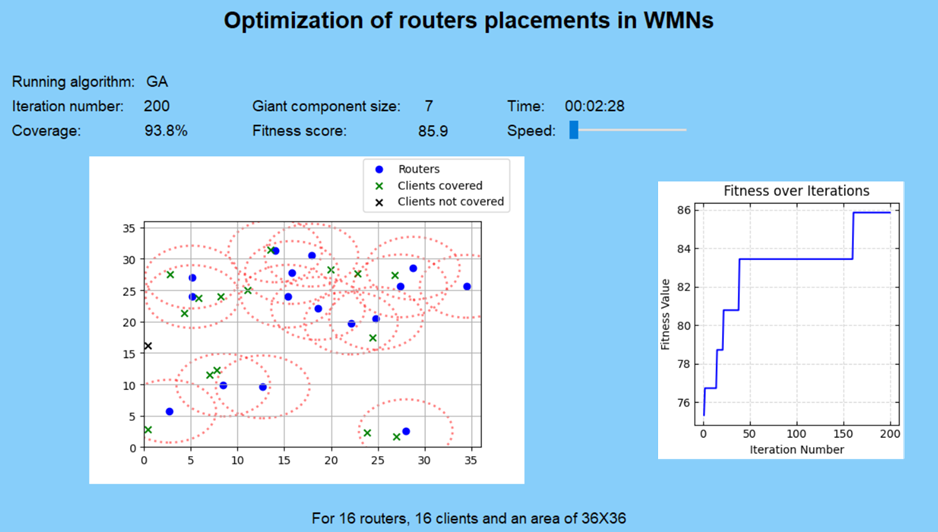 Optimization of routers placements in WMNs
Running algorithm: GA
Iteration number: 200 Giant component size: 7 Time: 00:02:28
Coverage: 93.8% Fitness score: 85.9 Speed:
Routers
Clients covered
Clients not covered
35
30
25
20
15
10
5
0
0 5 10 15 20 25 30 35
Fitness over Iterations
Fitness Value
86
84
82
80
78
76
0 50 100 150 200
Iteration Number
For 16 routers, 16 clients and an area of 36X36